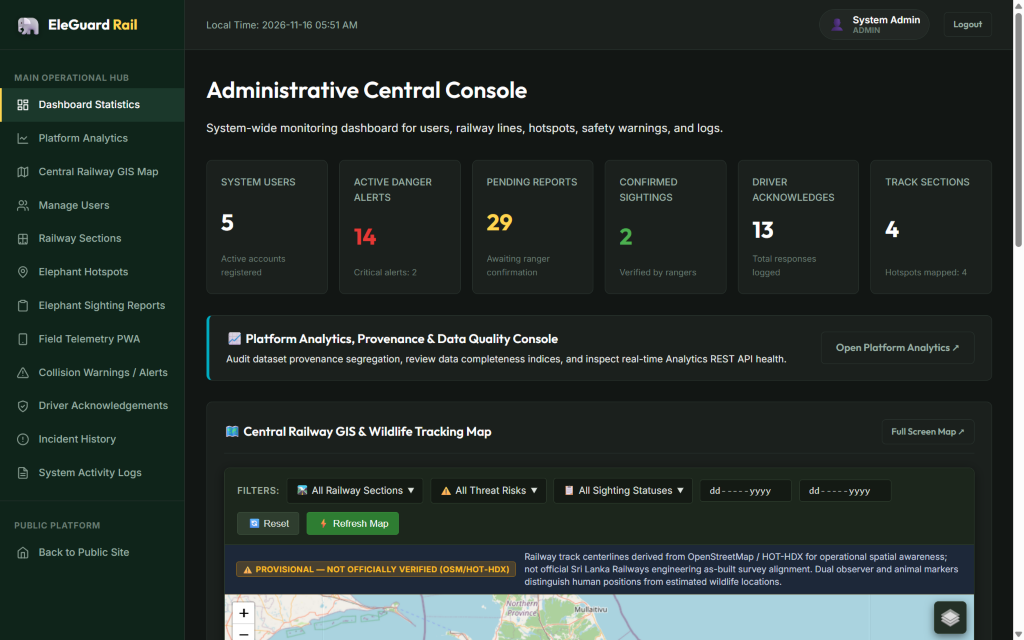 EleGuard Rail
Local Time: 2026-11-16 05:51 AM
System Admin
ADMIN
Logout
MAIN OPERATIONAL HUB
Dashboard Statistics
Platform Analytics
Central Railway GIS Map
Manage Users
Railway Sections
Elephant Hotspots
Elephant Sighting Reports
Field Telemetry PWA
Collision Warnings / Alerts
Driver Acknowledgements
Incident History
System Activity Logs
PUBLIC PLATFORM
Back to Public Site
Administrative Central Console
System-wide monitoring dashboard for users, railway lines, hotspots, safety warnings, and logs.
SYSTEM USERS
5
Active accounts
registered
ACTIVE DANGER
ALERTS
14
Critical alerts: 2
PENDING REPORTS
29
Awaiting ranger
confirmation
CONFIRMED
SIGHTINGS
2
Verified by rangers
DRIVER
ACKNOWLEDGES
13
Total responses
logged
TRACK SECTIONS
4
Hotspots mapped: 4
Platform Analytics, Provenance & Data Quality Console
Audit dataset provenance segregation, review data completeness indices, and inspect real-time Analytics REST API health.
Open Platform Analytics ↗
Central Railway GIS & Wildlife Tracking Map
Full Screen Map ↗
FILTERS:
All Railway Sections ▼
All Threat Risks ▼
All Sighting Statuses ▼
dd-----yyyy
dd-----yyyy
Reset
Refresh Map
PROVISIONAL — NOT OFFICIALLY VERIFIED (OSM/HOT-HDX)
Railway track centerlines derived from OpenStreetMap / HOT-HDX for operational spatial awareness;
not official Sri Lanka Railways engineering as-built survey alignment. Dual observer and animal markers
distinguish human positions from estimated wildlife locations.
+
−
Northern
Province
Mullaitivu